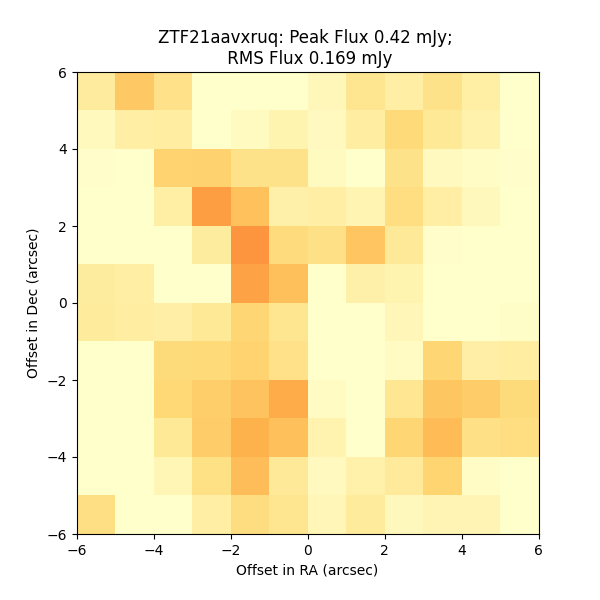 ZTF21aavxruq: Peak Flux 0.42 mJy;
RMS Flux 0.169 mJy
6
4
2
0
−2
−4
−6
Offset in Dec (arcsec)
−6 −4 −2 0 2 4 6
Offset in RA (arcsec)